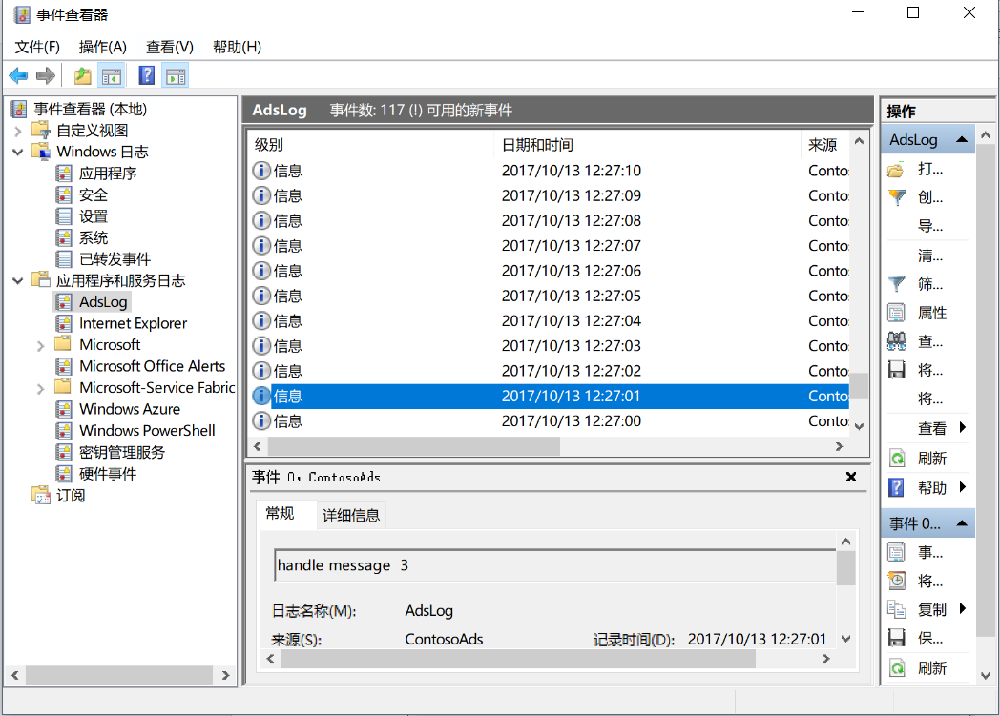 事件查看器
文件(F) 操作(A) 查看(V) 帮助(H)
事件查看器 (本地)
自定义视图
Windows 日志
应用程序
安全
设置
系统
已转发事件
应用程序和服务日志
AdsLog
Internet Explorer
Microsoft
Microsoft Office Alerts
Microsoft-Service Fabric
Windows Azure
Windows PowerShell
密钥管理服务
硬件事件
订阅
AdsLog 事件数: 117 (!) 可用的新事件
级别 日期和时间 来源
信息 2017/10/13 12:27:10 Conto
信息 2017/10/13 12:27:09 Conto
信息 2017/10/13 12:27:08 Conto
信息 2017/10/13 12:27:07 Conto
信息 2017/10/13 12:27:06 Conto
信息 2017/10/13 12:27:05 Conto
信息 2017/10/13 12:27:04 Conto
信息 2017/10/13 12:27:03 Conto
信息 2017/10/13 12:27:02 Conto
信息 2017/10/13 12:27:01 Conto
信息 2017/10/13 12:27:00 Conto
事件 0，ContosoAds
常规 详细信息
handle message 3
日志名称(M): AdsLog
来源(S): ContosoAds 记录时间(D): 2017/10/13 12:27:01
操作
AdsLog
打...
创...
导...
清...
筛...
属性
查...
将...
将...
查看
刷新
帮助
事件 0...
事...
将...
复制
保...
刷新